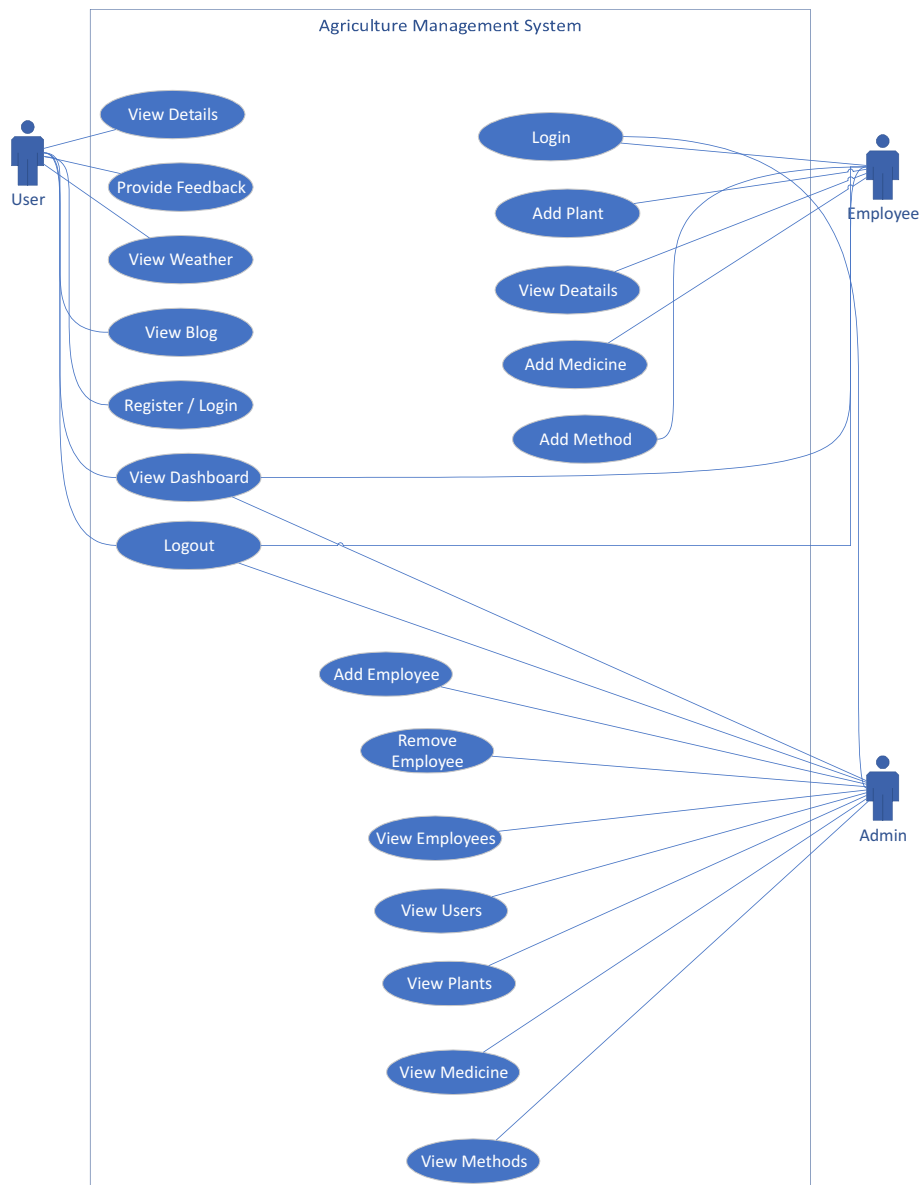 Agriculture Management System
View Details
Provide Feedback
View Weather
View Blog
Register / Login
View Dashboard
Logout
User
Login
Add Plant
View Deatails
Add Medicine
Add Method
Employee
Add Employee
Remove
Employee
View Employees
View Users
View Plants
View Medicine
View Methods
Admin